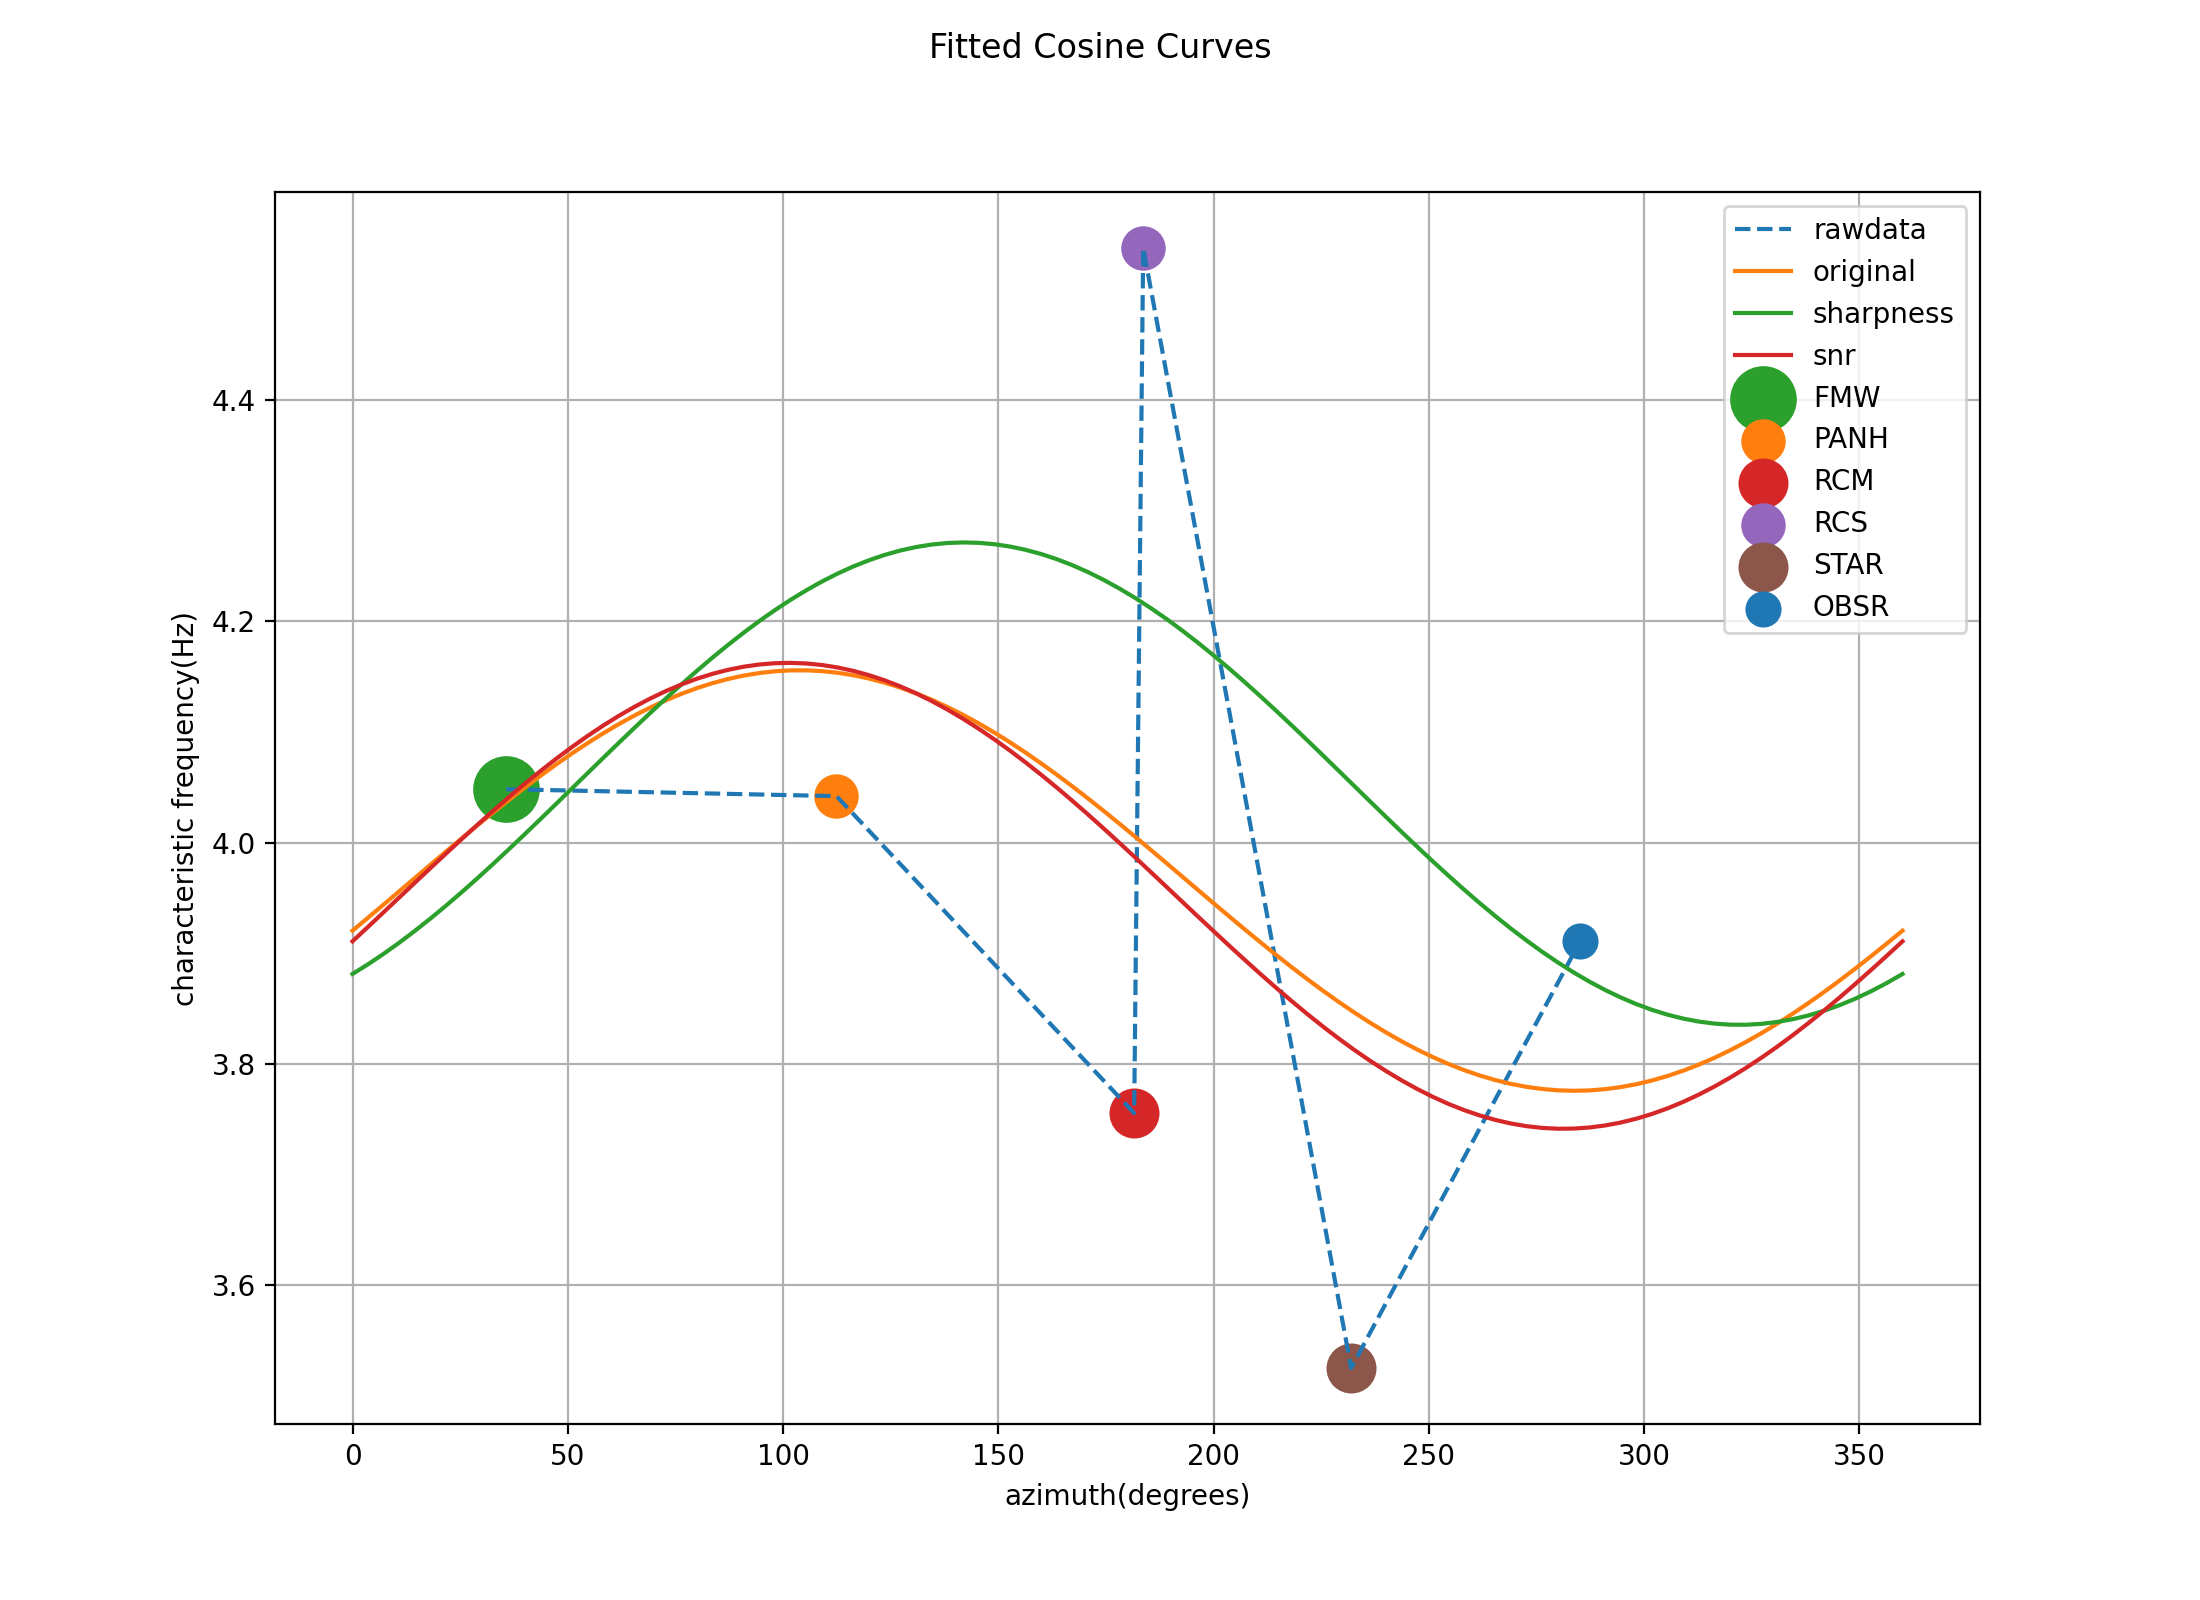 Fitted Cosine Curves
rawdata
original
sharpness
snr
FMW
PANH
RCM
RCS
STAR
OBSR
characteristic frequency(Hz)
4.4
4.2
4.0
3.8
3.6
0 50 100 150 200 250 300 350
azimuth(degrees)